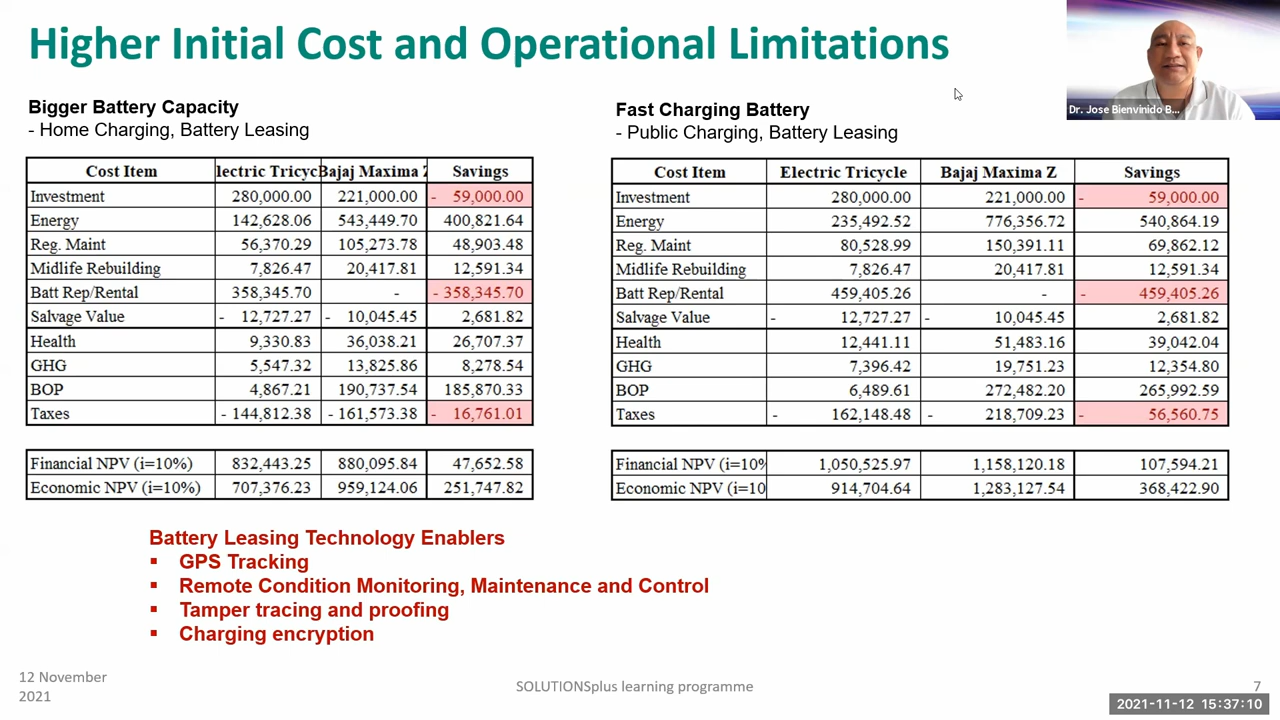 Higher Initial Cost and Operational Limitations
Dr. Jose Bienvinido B...
Bigger Battery Capacity
- Home Charging, Battery Leasing
Cost Item lectric Tricyc Bajaj Maxima Z Savings
Investment 280,000.00 221,000.00 - 59,000.00
Energy 142,628.06 543,449.70 400,821.64
Reg. Maint 56,370.29 105,273.78 48,903.48
Midlife Rebuilding 7,826.47 20,417.81 12,591.34
Batt Rep/Rental 358,345.70 - - 358,345.70
Salvage Value - 12,727.27 - 10,045.45 2,681.82
Health 9,330.83 36,038.21 26,707.37
GHG 5,547.32 13,825.86 8,278.54
BOP 4,867.21 190,737.54 185,870.33
Taxes - 144,812.38 - 161,573.38 - 16,761.01
Financial NPV (i=10%) 832,443.25 880,095.84 47,652.58
Economic NPV (i=10%) 707,376.23 959,124.06 251,747.82
Fast Charging Battery
- Public Charging, Battery Leasing
Cost Item Electric Tricycle Bajaj Maxima Z Savings
Investment 280,000.00 221,000.00 - 59,000.00
Energy 235,492.52 776,356.72 540,864.19
Reg. Maint 80,528.99 150,391.11 69,862.12
Midlife Rebuilding 7,826.47 20,417.81 12,591.34
Batt Rep/Rental 459,405.26 - - 459,405.26
Salvage Value - 12,727.27 - 10,045.45 2,681.82
Health 12,441.11 51,483.16 39,042.04
GHG 7,396.42 19,751.23 12,354.80
BOP 6,489.61 272,482.20 265,992.59
Taxes - 162,148.48 - 218,709.23 - 56,560.75
Financial NPV (i=10% 1,050,525.97 1,158,120.18 107,594.21
Economic NPV (i=10 914,704.64 1,283,127.54 368,422.90
Battery Leasing Technology Enablers
▪ GPS Tracking
▪ Remote Condition Monitoring, Maintenance and Control
▪ Tamper tracing and proofing
▪ Charging encryption
12 November
2021
SOLUTIONSplus learning programme
7
2021-11-12 15:37:10